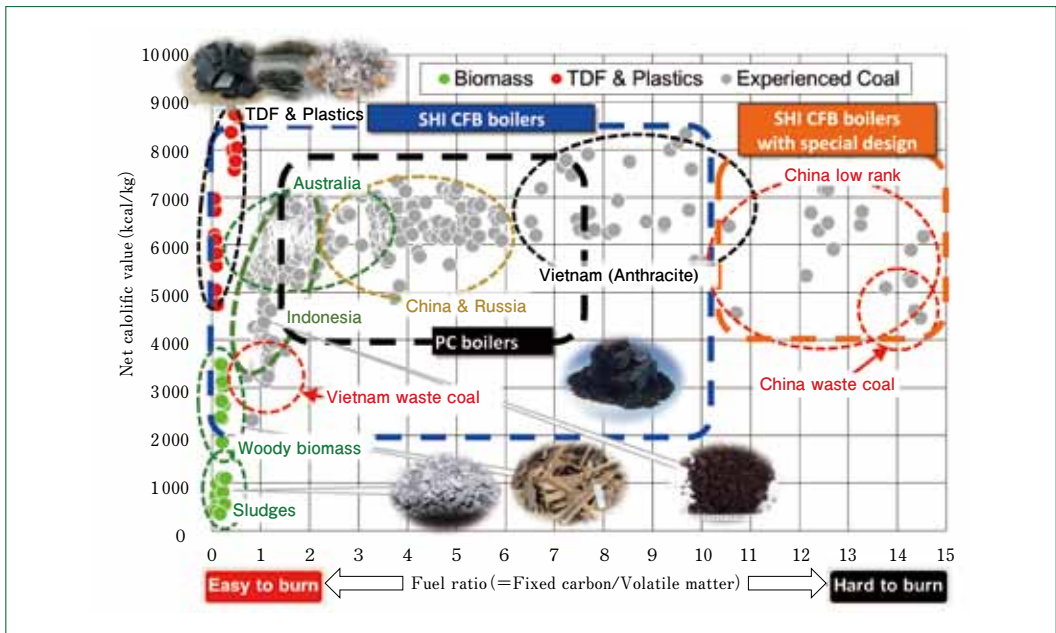 10000
9000
8000
7000
6000
5000
4000
3000
2000
1000
0
Net calolific value (kcal/kg)
Biomass
TDF & Plastics
Experienced Coal
TDF & Plastics
SHI CFB boilers
SHI CFB boilers
with special design
Australia
China low rank
Vietnam (Anthracite)
China & Russia
Indonesia
PC boilers
Vietnam waste coal
China waste coal
Woody biomass
Sludges
0 1 2 3 4 5 6 7 8 9 10 11 12 13 14 15
Easy to burn
Fuel ratio (=Fixed carbon/Volatile matter)
Hard to burn